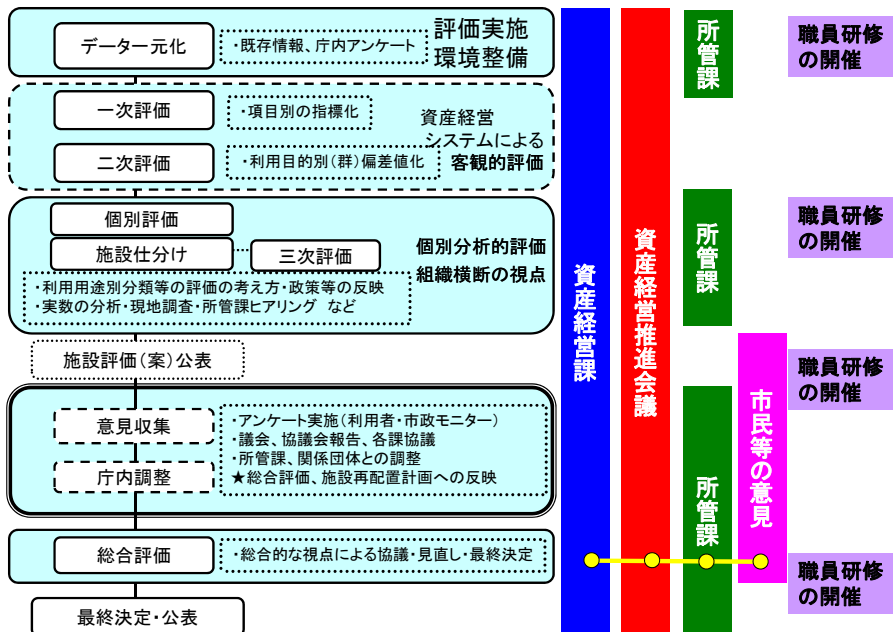 データ一元化
・既存情報、庁内アンケート
評価実施
環境整備
一次評価
・項目別の指標化
資産経営
システムによる
客観的評価
二次評価
・利用目的別(群)偏差値化
個別評価
施設仕分け
三次評価
個別分析的評価
組織横断の視点
・利用用途別分類等の評価の考え方・政策等の反映
・実数の分析・現地調査・所管課ヒアリング など
施設評価(案)公表
意見収集
庁内調整
・アンケート実施(利用者・市政モニター)
・議会、協議会報告、各課協議
・所管課、関係団体との調整
★総合評価、施設再配置計画への反映
総合評価
・総合的な視点による協議・見直し・最終決定
最終決定・公表
資産経営課
資産経営推進会議
所管課
所管課
所管課
市民等の意見
職員研修
の開催
職員研修
の開催
職員研修
の開催
職員研修
の開催